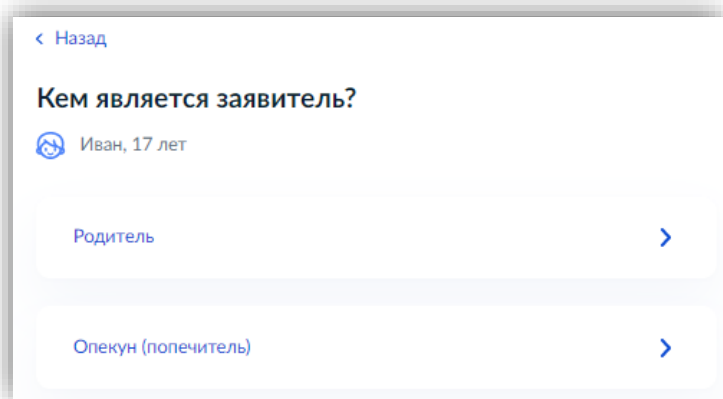 Назад
Кем является заявитель?
Иван, 17 лет
Родитель
Опекун (попечитель)